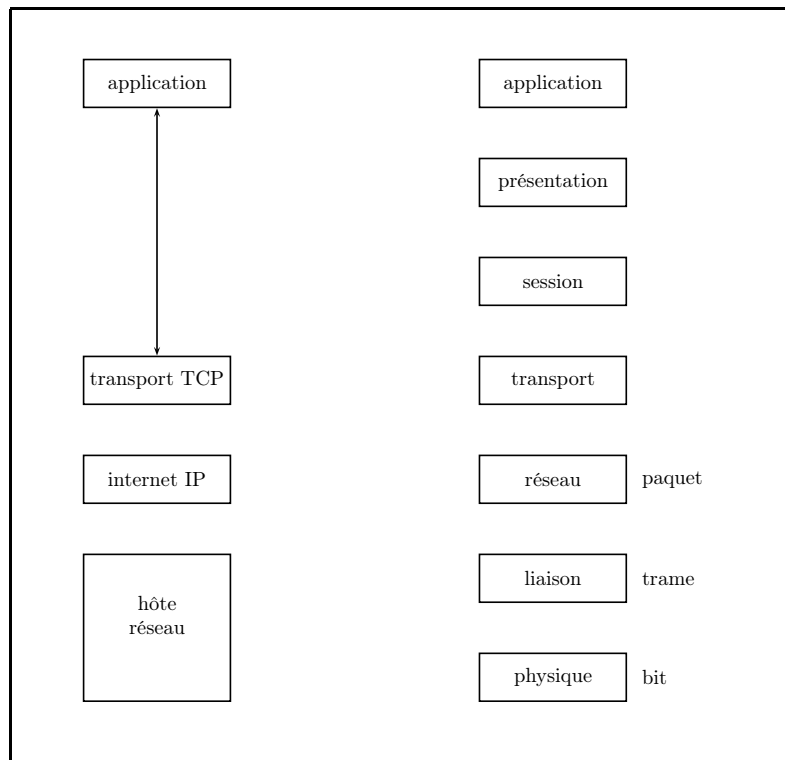 application
transport TCP
internet IP
hôte
réseau
application
présentation
session
transport
réseau paquet
liaison trame
physique bit